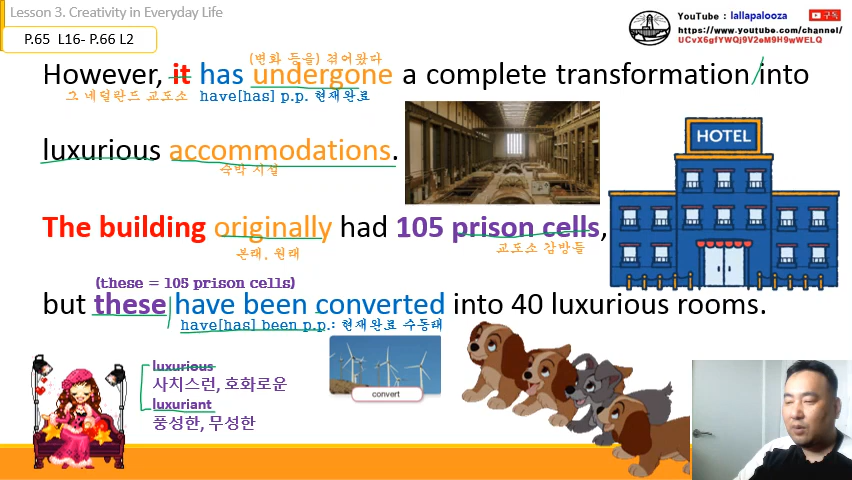 Lesson 3. Creativity in Everyday Life
P.65 L16- P.66 L2
YouTube : lallapalooza 구독
https://www.youtube.com/channel/
UCvX6gfYWQj9V2eM9H9wWELQ
(변화 등을) 겪어왔다
However, it has undergone a complete transformation into
그 네덜란드 교도소 have[has] p.p. 현재완료
luxurious accommodations.
숙박 시설
HOTEL
The building originally had 105 prison cells,
본래, 원래 교도소 감방들
(these = 105 prison cells)
but these have been converted into 40 luxurious rooms.
have[has] been p.p.: 현재완료 수동태
luxurious
사치스런, 호화로운
luxuriant
풍성한, 무성한
convert